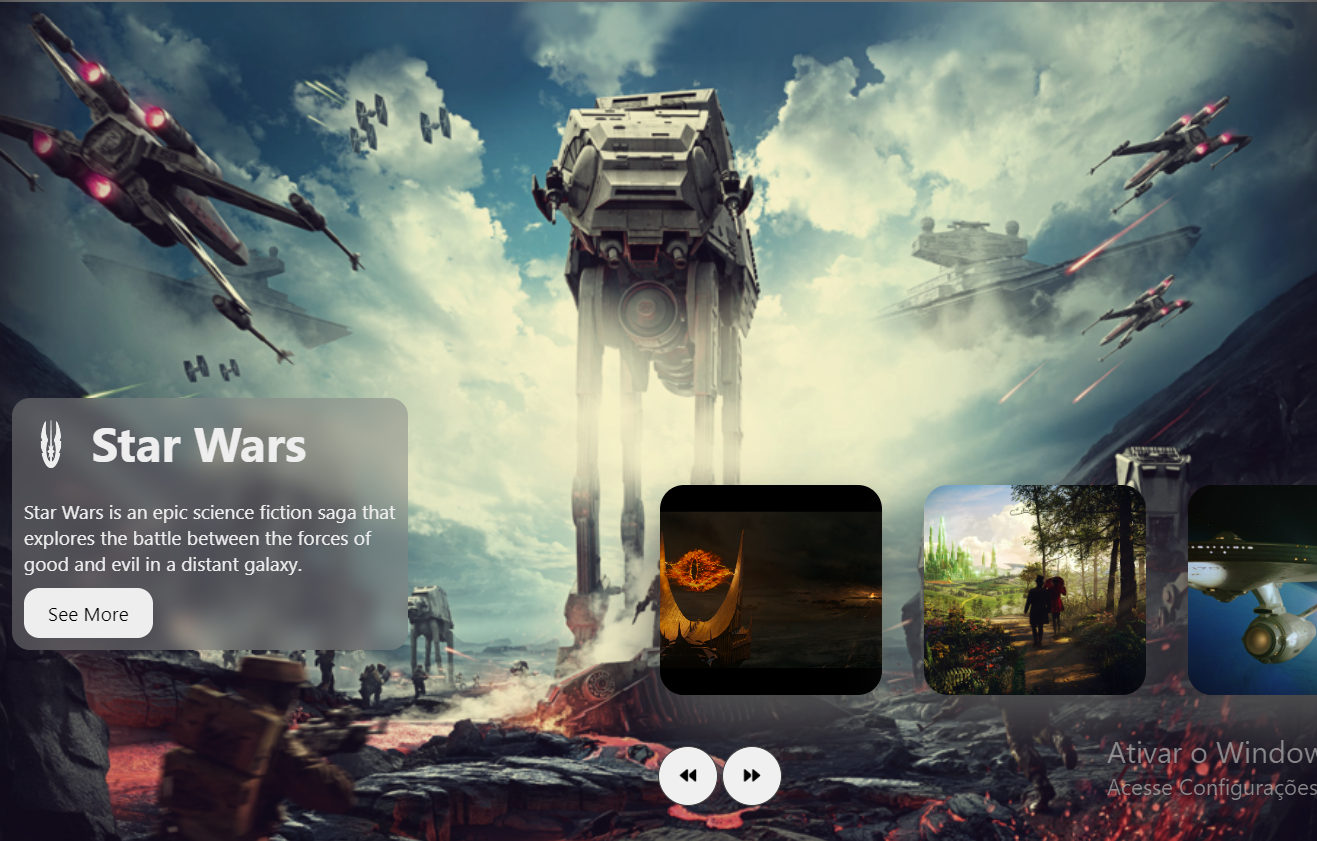 Star Wars
Star Wars is an epic science fiction saga that
explores the battle between the forces of
good and evil in a distant galaxy.
See More
Ativar o Window
Acesse Configurações